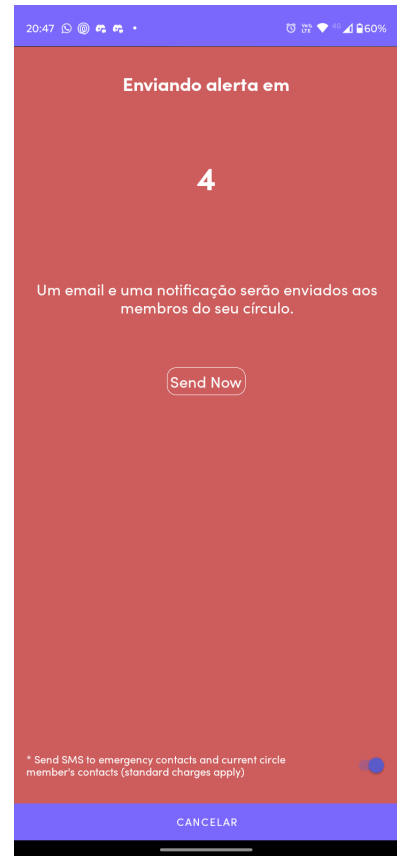 20:47 60%
Enviando alerta em
4
Um email e uma notificação serão enviados aos
membros do seu círculo.
Send Now
* Send SMS to emergency contacts and current circle
member's contacts (standard charges apply)
CANCELAR